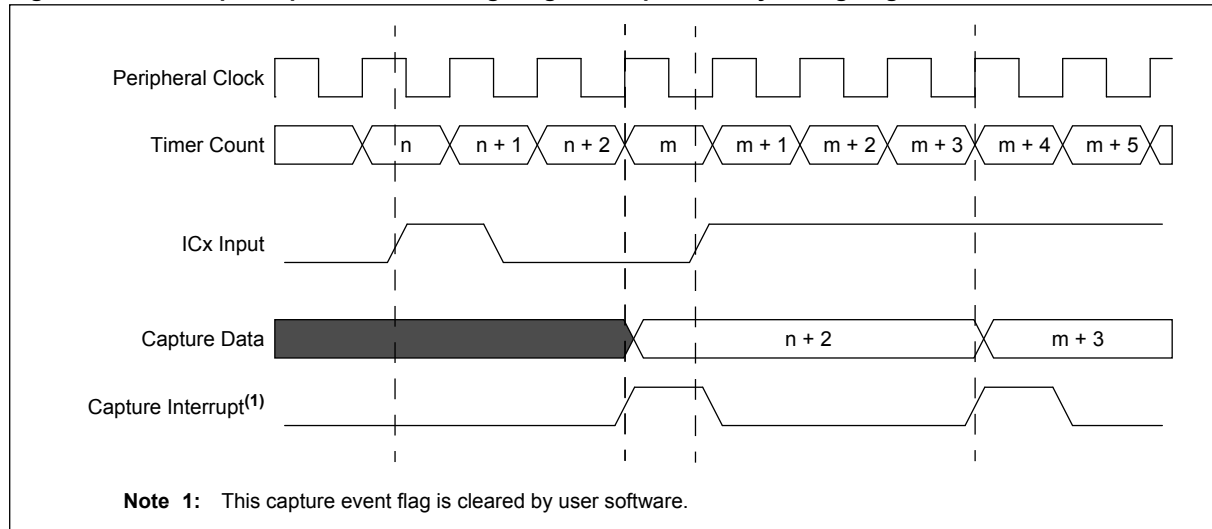 Peripheral Clock
Timer Count
n
n + 1
n + 2
m
m + 1
m + 2
m + 3
m + 4
m + 5
ICx Input
Capture Data
n + 2
m + 3
Capture Interrupt(1)
Note 1: This capture event flag is cleared by user software.